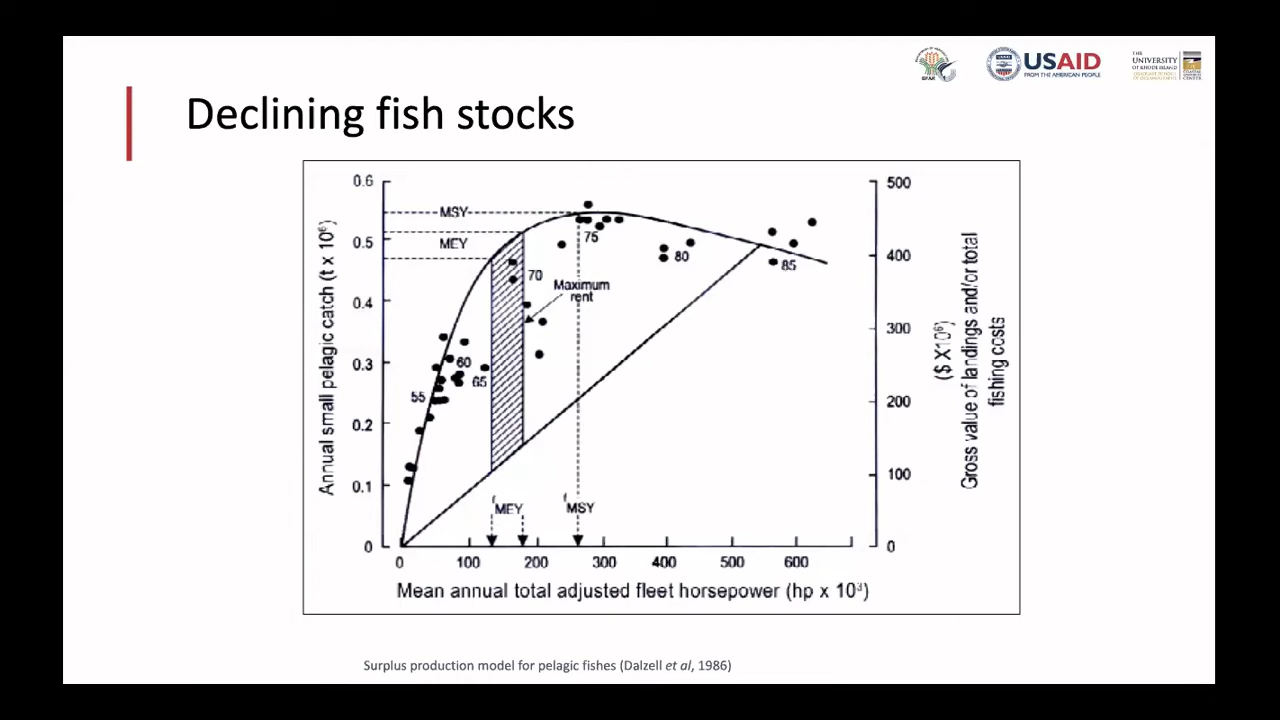 BFAR
USAID
FROM THE AMERICAN PEOPLE
THE
UNIVERSITY
OF RHODE ISLAND
Declining fish stocks
0.6
0.5
0.4
0.3
0.2
0.1
0
Annual small pelagic catch (t x 10⁶)
MSY
MEY
75
70
80
85
Maximum
rent
60
65
55
f MEY
f MSY
500
400
300
200
100
0
Gross value of landings and/or total
fishing costs
($ X10⁶)
0 100 200 300 400 500 600
Mean annual total adjusted fleet horsepower (hp x 10³)
Surplus production model for pelagic fishes (Dalzell et al, 1986)